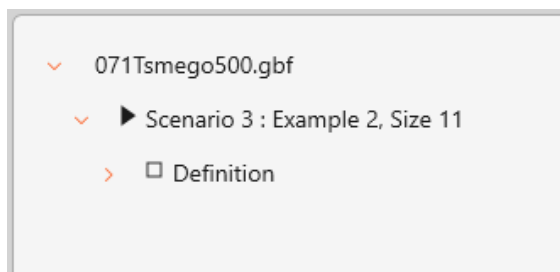 071Tsmego500.gbf
Scenario 3 : Example 2, Size 11
Definition